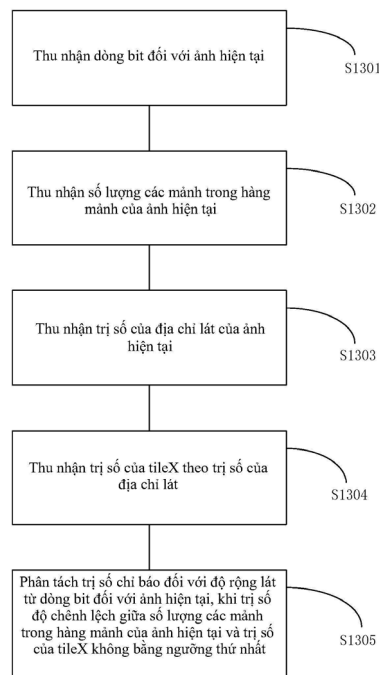 Thu nhận dòng bit đối với ảnh hiện tại
S1301
Thu nhận số lượng các mảnh trong hàng
mảnh của ảnh hiện tại
S1302
Thu nhận trị số của địa chỉ lát của ảnh
hiện tại
S1303
Thu nhận trị số của tileX theo trị số của
địa chỉ lát
S1304
Phân tách trị số chỉ báo đối với độ rộng lát
từ dòng bit đối với ảnh hiện tại, khi trị số
độ chênh lệch giữa số lượng các mảnh
trong hàng mảnh của ảnh hiện tại và trị số
của tileX không bằng ngưỡng thứ nhất
S1305